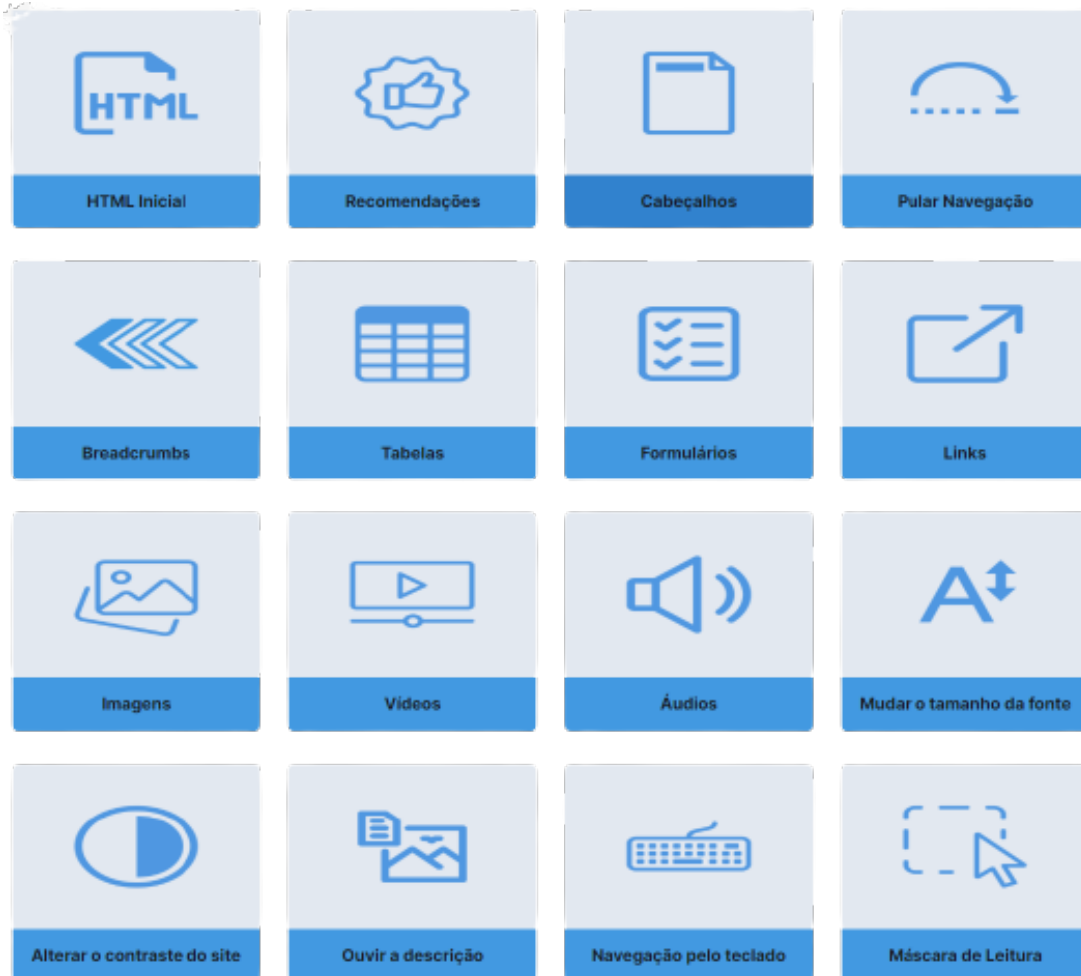 HTML
HTML Inicial
Recomendações
Cabeçalhos
Pular Navegação
Breadcrumbs
Tabelas
Formulários
Links
A
Imagens
Vídeos
Áudios
Mudar o tamanho da fonte
Alterar o contraste do site
Ouvir a descrição
Navegação pelo teclado
Máscara de Leitura